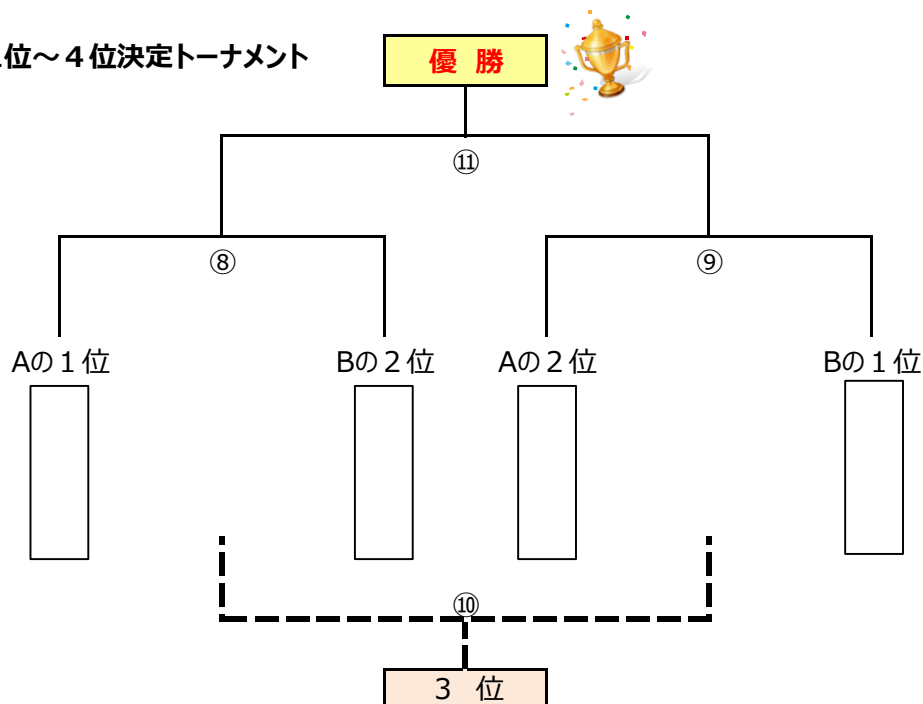 位～４位決定トーナメント
優 勝
⑪
⑧
⑨
Aの１位
Bの２位
Aの２位
Bの１位
⑩
３ 位